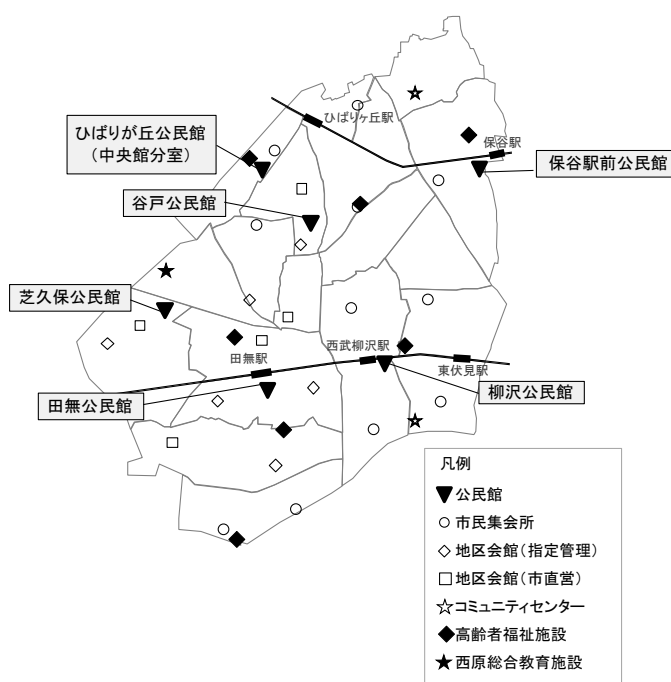 ひばりヶ丘駅
ひばりが丘公民館
（中央館分室）
保谷駅
保谷駅前公民館
谷戸公民館
芝久保公民館
西武柳沢駅
田無駅
東伏見駅
田無公民館
柳沢公民館
凡例
公民館
市民集会所
地区会館（指定管理）
地区会館（市直営）
コミュニティセンター
高齢者福祉施設
西原総合教育施設